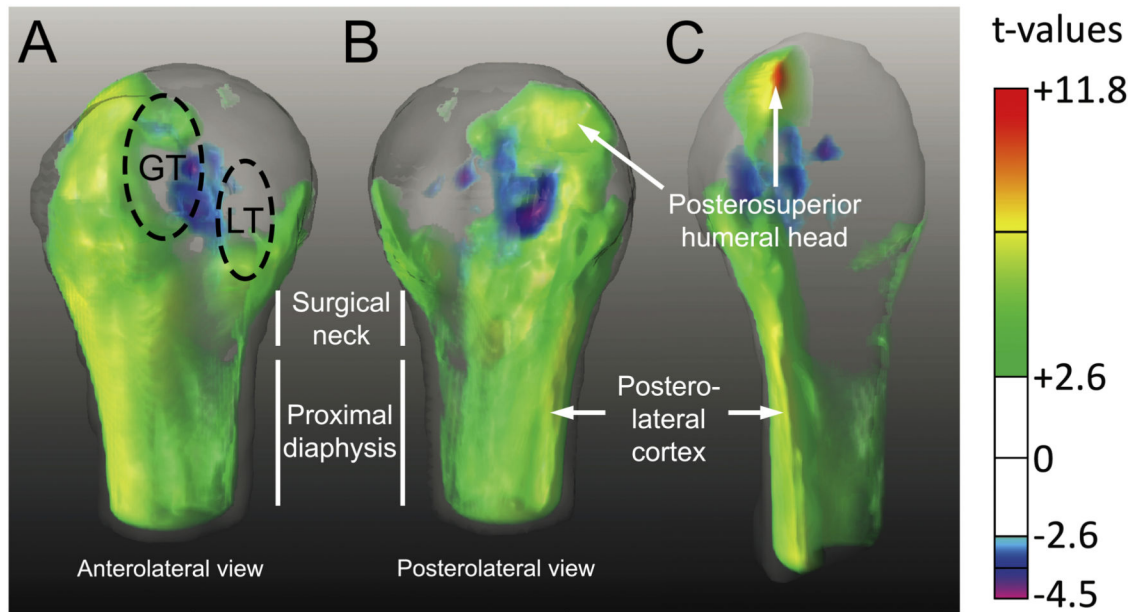 A
B
C
t-values
+11.8
GT
LT
Posterosuperior
humeral head
Surgical
neck
+2.6
Postero-
lateral
cortex
Proximal
diaphysis
0
-2.6
-4.5
Anterolateral view
Posterolateral view